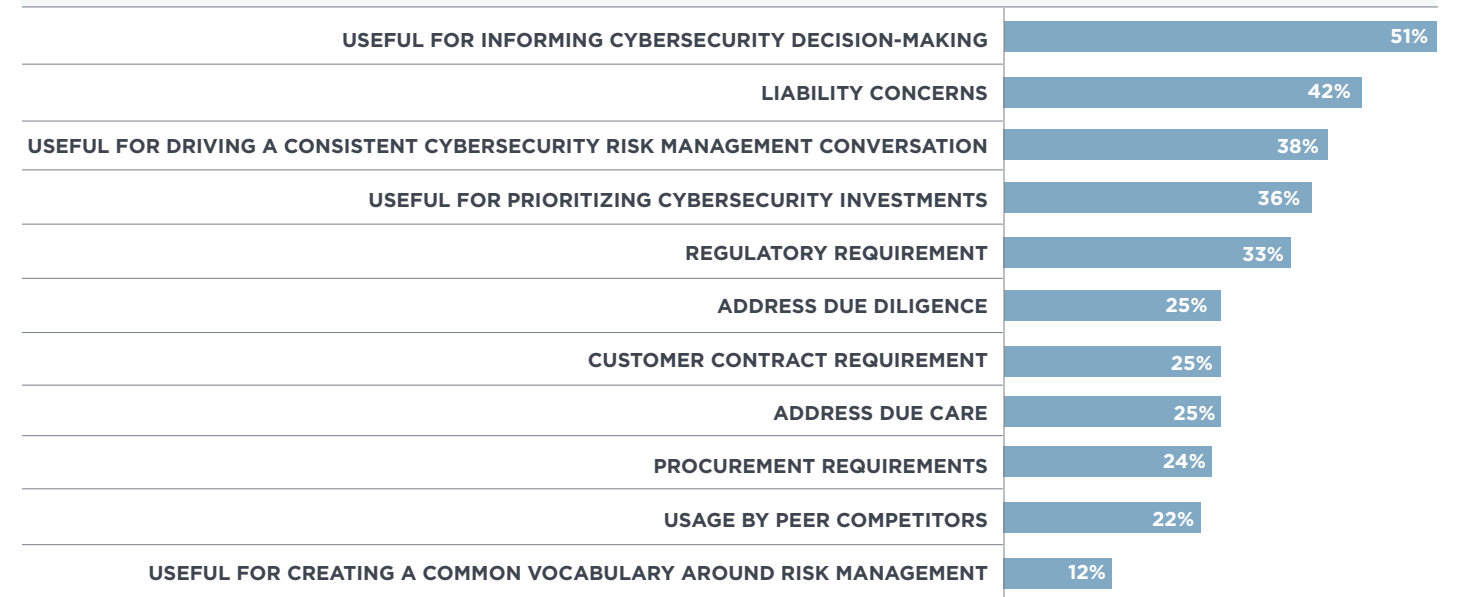 USEFUL FOR INFORMING CYBERSECURITY DECISION-MAKING 51%
LIABILITY CONCERNS 42%
USEFUL FOR DRIVING A CONSISTENT CYBERSECURITY RISK MANAGEMENT CONVERSATION 38%
USEFUL FOR PRIORITIZING CYBERSECURITY INVESTMENTS 36%
REGULATORY REQUIREMENT 33%
ADDRESS DUE DILIGENCE 25%
CUSTOMER CONTRACT REQUIREMENT 25%
ADDRESS DUE CARE 25%
PROCUREMENT REQUIREMENTS 24%
USAGE BY PEER COMPETITORS 22%
USEFUL FOR CREATING A COMMON VOCABULARY AROUND RISK MANAGEMENT 12%